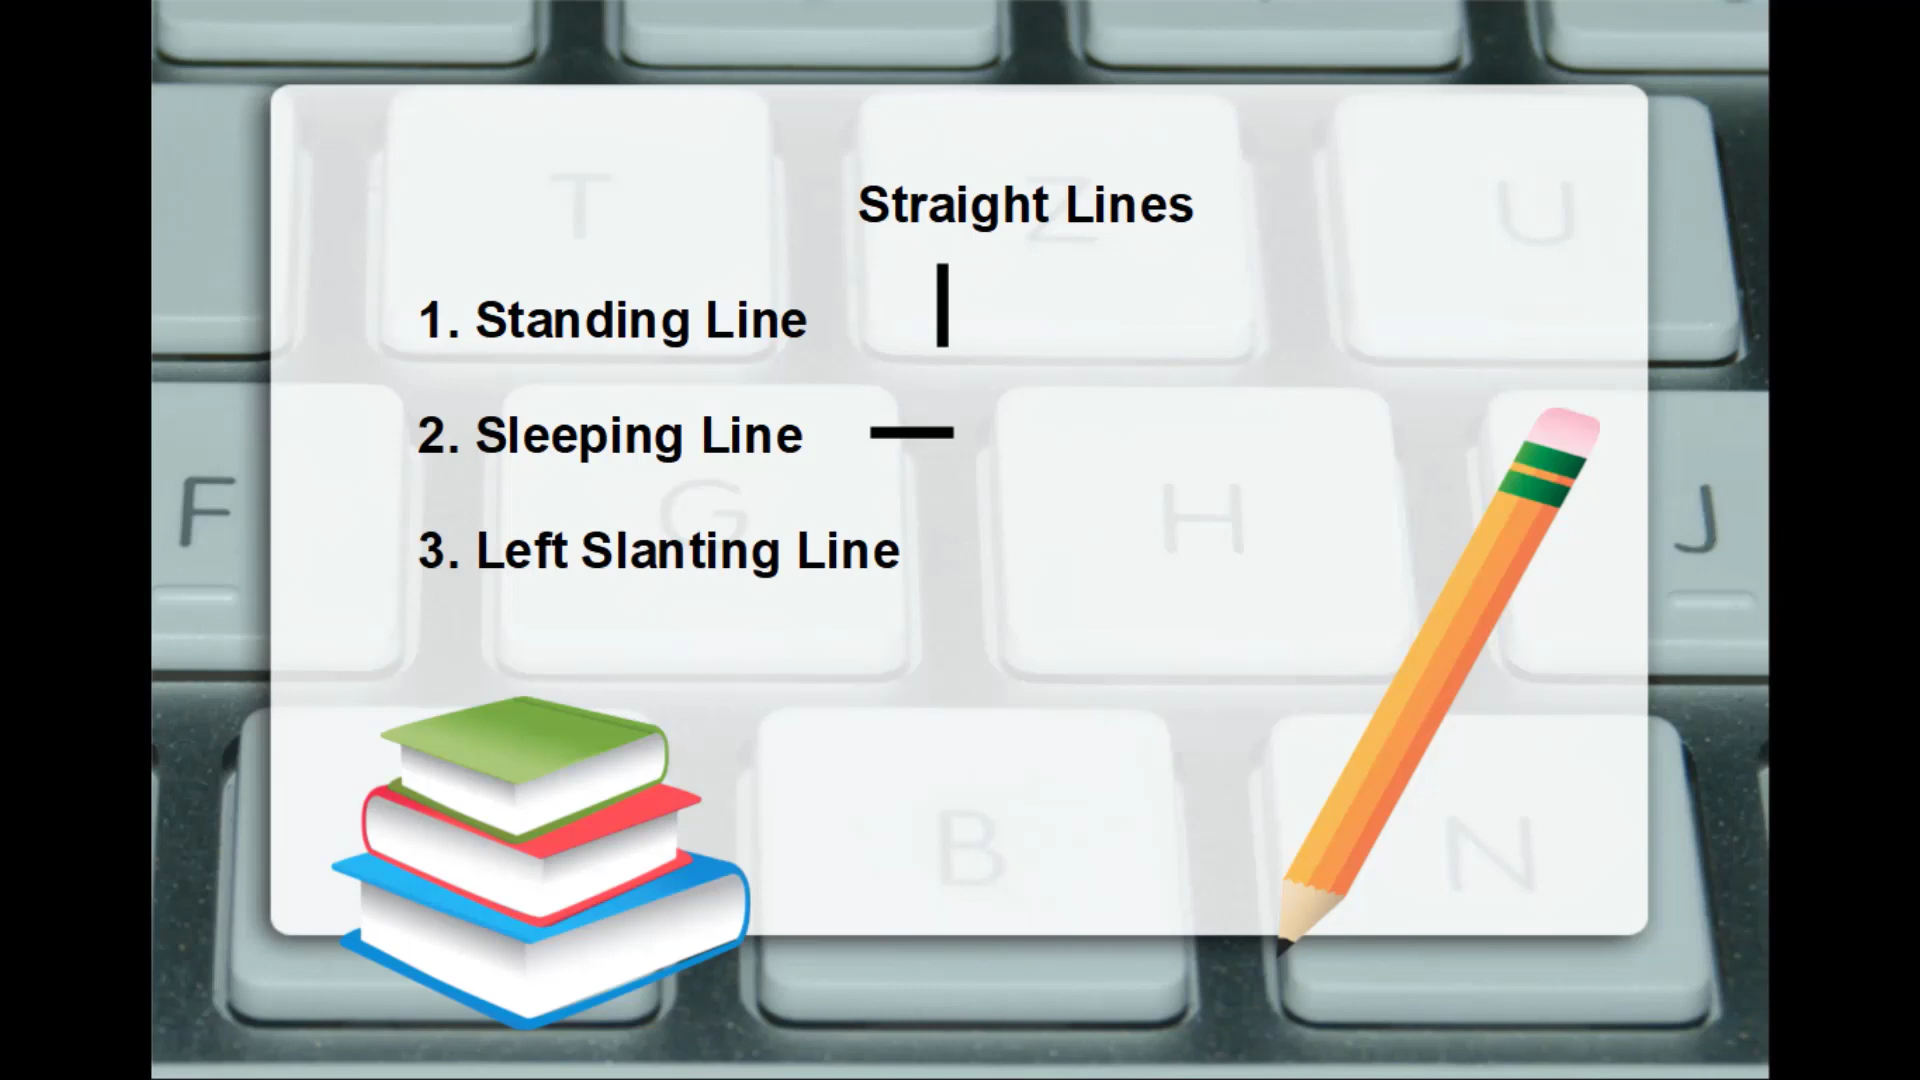 T Z U
Straight Lines
1. Standing Line
2. Sleeping Line
F G H J
3. Left Slanting Line
B N